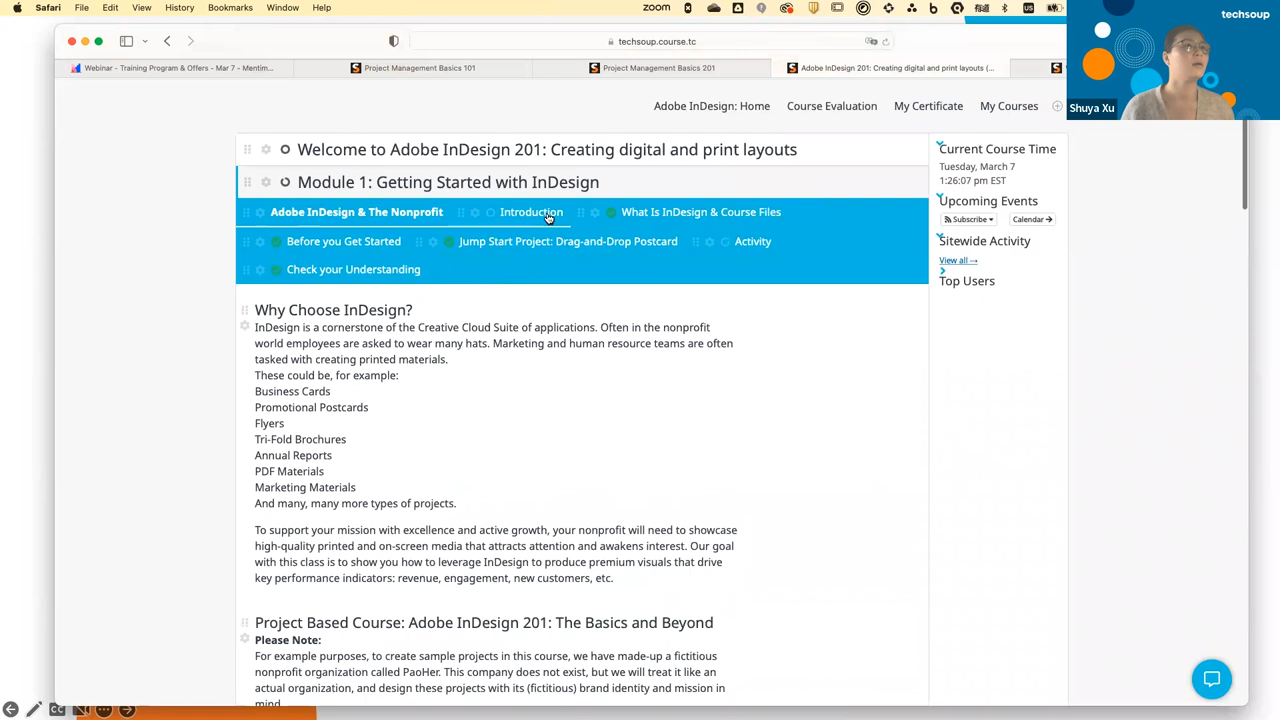 Safari File Edit View History Bookmarks Window Help zoom US
techsoup
techsoup.course.tc
Webinar - Training Program & Offers - Mar 7 - Mentim...
Project Management Basics 101
Project Management Basics 201
Adobe InDesign 201: Creating digital and print layouts (...
Shuya Xu
Adobe InDesign: Home Course Evaluation My Certificate My Courses
Welcome to Adobe InDesign 201: Creating digital and print layouts
Module 1: Getting Started with InDesign
Adobe InDesign & The Nonprofit Introduction What Is InDesign & Course Files
Before you Get Started Jump Start Project: Drag-and-Drop Postcard Activity
Check your Understanding
Why Choose InDesign?
InDesign is a cornerstone of the Creative Cloud Suite of applications. Often in the nonprofit
world employees are asked to wear many hats. Marketing and human resource teams are often
tasked with creating printed materials.
These could be, for example:
Business Cards
Promotional Postcards
Flyers
Tri-Fold Brochures
Annual Reports
PDF Materials
Marketing Materials
And many, many more types of projects.
To support your mission with excellence and active growth, your nonprofit will need to showcase
high-quality printed and on-screen media that attracts attention and awakens interest. Our goal
with this class is to show you how to leverage InDesign to produce premium visuals that drive
key performance indicators: revenue, engagement, new customers, etc.
Project Based Course: Adobe InDesign 201: The Basics and Beyond
Please Note:
For example purposes, to create sample projects in this course, we have made-up a fictitious
nonprofit organization called PaoHer. This company does not exist, but we will treat it like an
actual organization, and design these projects with its (fictitious) brand identity and mission in
mind.
Current Course Time
Tuesday, March 7
1:26:07 pm EST
Upcoming Events
Subscribe Calendar
Sitewide Activity
View all →
Top Users
CC